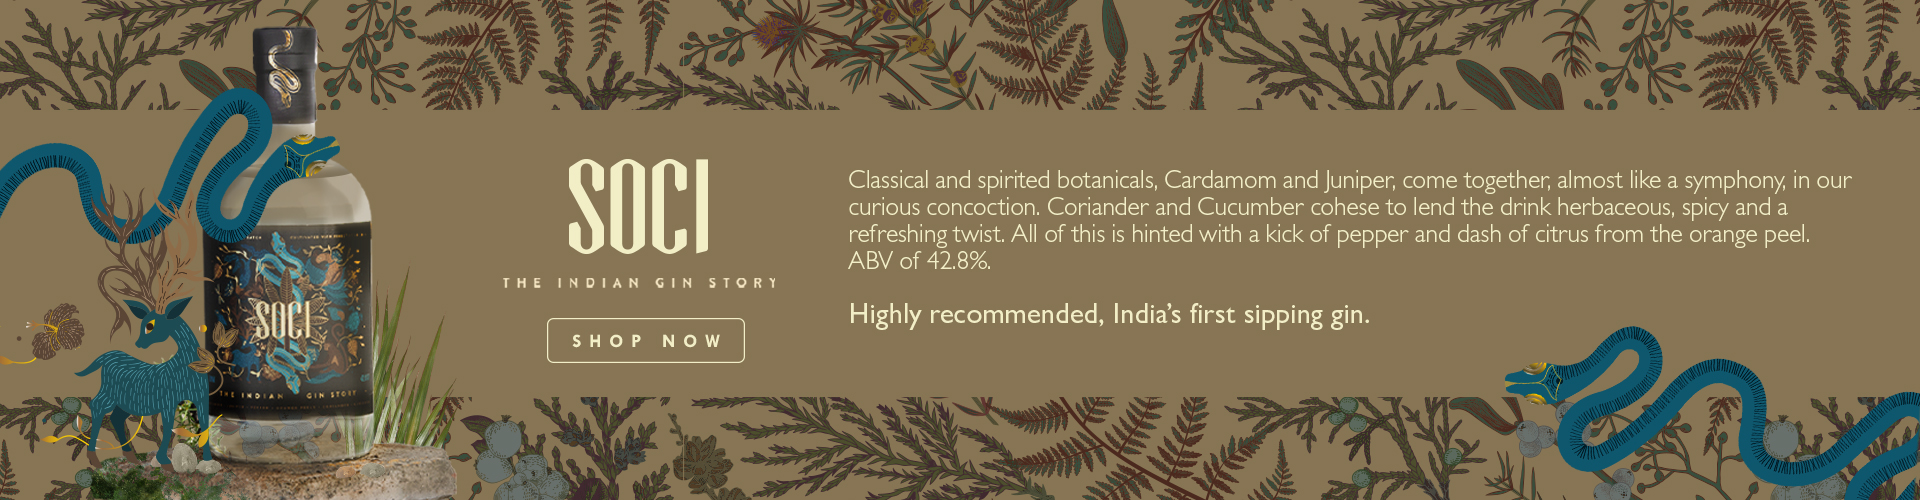 SOCI
THE INDIAN GIN STORY
SHOP NOW
Classical and spirited botanicals, Cardamom and Juniper, come together, almost like a symphony, in our
curious concoction. Coriander and Cucumber cohese to lend the drink herbaceous, spicy and a
refreshing twist. All of this is hinted with a kick of pepper and dash of citrus from the orange peel.
ABV of 42.8%.
Highly recommended, India’s first sipping gin.
SOCI
THE INDIAN GIN STORY